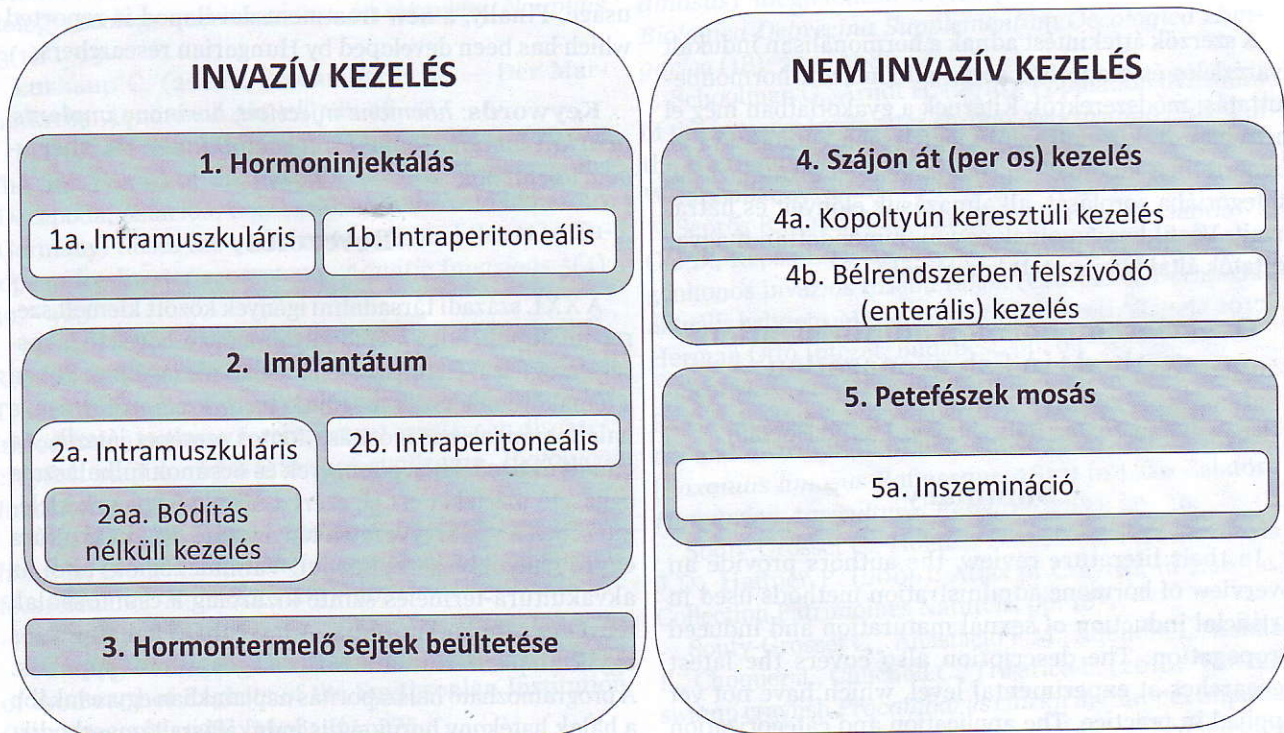 INVAZÍV KEZELÉS
1. Hormoninjektálás
1a. Intramuszkuláris
1b. Intraperitoneális
2. Implantátum
2a. Intramuszkuláris
2b. Intraperitoneális
2aa. Bódítás
nélküli kezelés
3. Hormontermelő sejtek beültetése
NEM INVAZÍV KEZELÉS
4. Szájon át (per os) kezelés
4a. Kopoltyún keresztüli kezelés
4b. Bélrendszerben felszívódó
(enterális) kezelés
5. Petefészek mosás
5a. Inszemináció